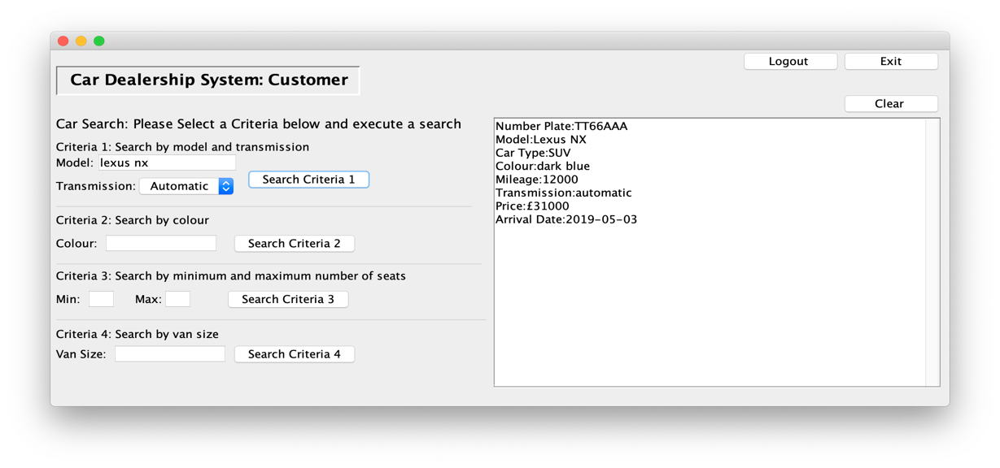 Logout Exit
Car Dealership System: Customer
Clear
Car Search: Please Select a Criteria below and execute a search
Criteria 1: Search by model and transmission
Model: lexus nx
Transmission: Automatic Search Criteria 1
Criteria 2: Search by colour
Colour: Search Criteria 2
Criteria 3: Search by minimum and maximum number of seats
Min: Max: Search Criteria 3
Criteria 4: Search by van size
Van Size: Search Criteria 4
Number Plate:TT66AAA
Model:Lexus NX
Car Type:SUV
Colour:dark blue
Mileage:12000
Transmission:automatic
Price:£31000
Arrival Date:2019-05-03